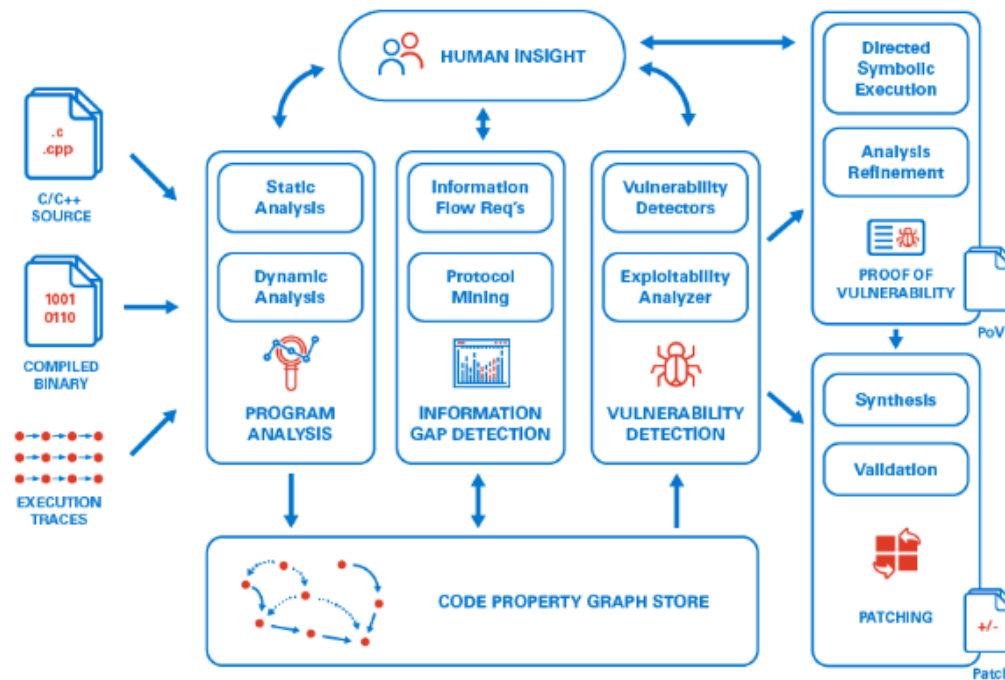 HUMAN INSIGHT
.c
.cpp
C/C++
SOURCE
1001
0110
COMPILED
BINARY
EXECUTION
TRACES
Static
Analysis
Dynamic
Analysis
PROGRAM
ANALYSIS
Information
Flow Req's
Protocol
Mining
INFORMATION
GAP DETECTION
Vulnerability
Detectors
Exploitability
Analyzer
VULNERABILITY
DETECTION
CODE PROPERTY GRAPH STORE
Directed
Symbolic
Execution
Analysis
Refinement
PROOF OF
VULNERABILITY
PoV
Synthesis
Validation
PATCHING
+/-
Patch